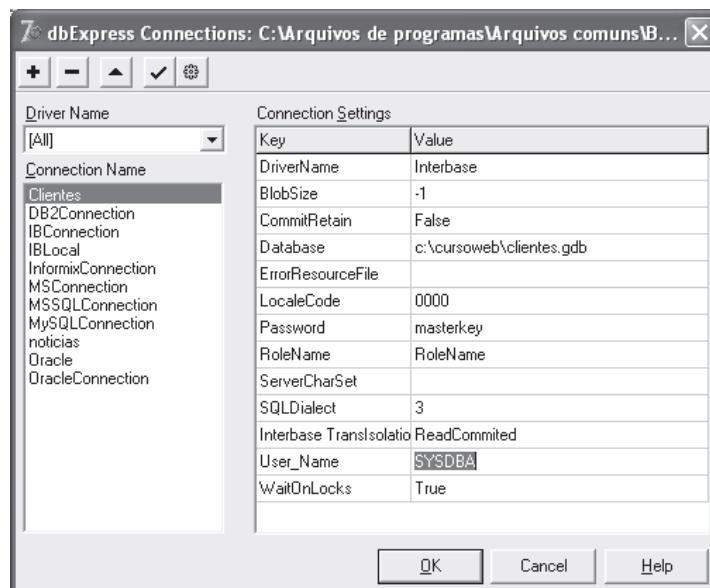 7 dbExpress Connections: C:\Arquivos de programas\Arquivos comuns\B...
Driver Name
[All]
Connection Name
Clientes
DB2Connection
IBConnection
IBLocal
InformixConnection
MSConnection
MSSQLConnection
MySQLConnection
noticias
Oracle
OracleConnection
Connection Settings
Key Value
DriverName Interbase
BlobSize -1
CommitRetain False
Database c:\cursoweb\clientes.gdb
ErrorResourceFile
LocaleCode 0000
Password masterkey
RoleName RoleName
ServerCharSet
SQLDialect 3
Interbase TransIsolatio ReadCommited
User_Name SYSDBA
WaitOnLocks True
OK Cancel Help